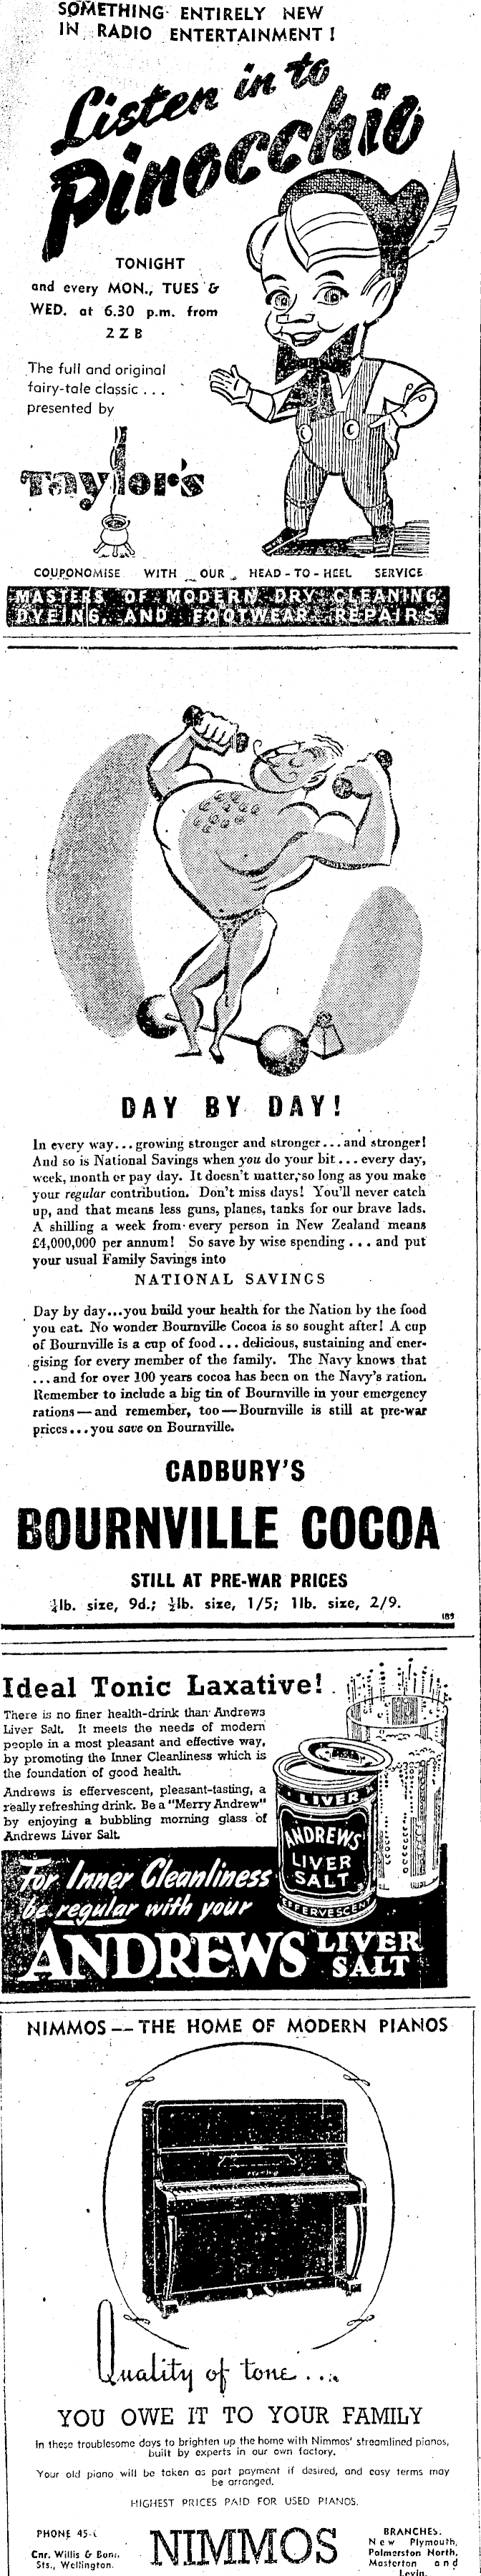 SOMETHING ENTIRELY NEW
IN RADIO ENTERTAINMENT!
Listen in to
Pinocchio
TONIGHT
and every MON., TUES &
WED. at 6.30 p.m. from
2 Z B
The full and original
fairy-tale classic . . .
presented by
Taylor's
COUPONOMISE WITH OUR HEAD-TO-HEEL SERVICE
MASTERS OF MODERN DRY CLEANING
DYEING AND FOOTWEAR REPAIRS
DAY BY DAY!
In every way...growing stronger and stronger...and stronger!
And so is National Savings when you do your bit...every day,
week, month or pay day. It doesn't matter, so long as you make
your regular contribution. Don't miss days! You'll never catch
up, and that means less guns, planes, tanks for our brave lads.
A shilling a week from every person in New Zealand means
£4,000,000 per annum! So save by wise spending . . . and put
your usual Family Savings into
NATIONAL SAVINGS
Day by day...you build your health for the Nation by the food
you eat. No wonder Bournville Cocoa is so sought after! A cup
of Bournville is a cup of food... delicious, sustaining and ener-
gising for every member of the family. The Navy knows that
...and for over 100 years cocoa has been on the Navy's ration.
Remember to include a big tin of Bournville in your emergency
rations—and remember, too—Bournville is still at pre-war
prices...you save on Bournville.
CADBURY'S
BOURNVILLE COCOA
STILL AT PRE-WAR PRICES
¼lb. size, 9d.; ½lb. size, 1/5; 1lb. size, 2/9.
189
Ideal Tonic Laxative!
There is no finer health-drink than Andrews
Liver Salt. It meets the needs of modern
people in a most pleasant and effective way,
by promoting the Inner Cleanliness which is
the foundation of good health.
Andrews is effervescent, pleasant-tasting, a
really refreshing drink. Be a "Merry Andrew"
by enjoying a bubbling morning glass of
Andrews Liver Salt
LIVER
ANDREWS'
LIVER
SALT
EFFERVESCENT
For Inner Cleanliness
be regular with your
ANDREWS LIVER
SALT
NIMMOS -- THE HOME OF MODERN PIANOS
Quality of tone . . .
YOU OWE IT TO YOUR FAMILY
In these troublesome days to brighten up the home with Nimmos' streamlined pianos,
built by experts in our own factory.
Your old piano will be taken as part payment if desired, and easy terms may
be arranged.
HIGHEST PRICES PAID FOR USED PIANOS.
PHONE
Cnr. Willis &
Sts., Wellington.
NIMMOS
BRANCHES:
New Plymouth,
Palmerston North,
Masterton and
Levin.